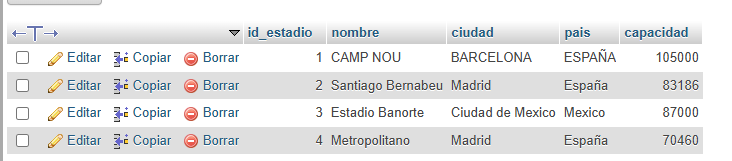 id_estadio nombre ciudad pais capacidad
Editar Copiar Borrar 1 CAMP NOU BARCELONA ESPAÑA 105000
Editar Copiar Borrar 2 Santiago Bernabeu Madrid España 83186
Editar Copiar Borrar 3 Estadio Banorte Ciudad de Mexico Mexico 87000
Editar Copiar Borrar 4 Metropolitano Madrid España 70460